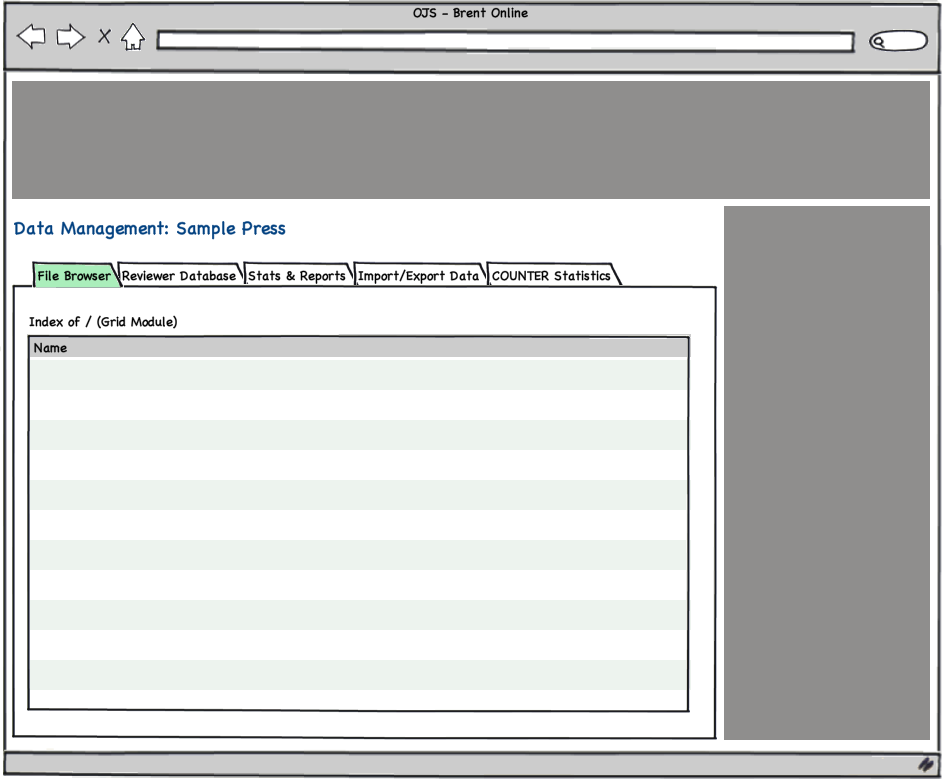 OJS - Brent Online
Data Management: Sample Press
File Browser Reviewer Database Stats & Reports Import/Export Data COUNTER Statistics
Index of / (Grid Module)
Name